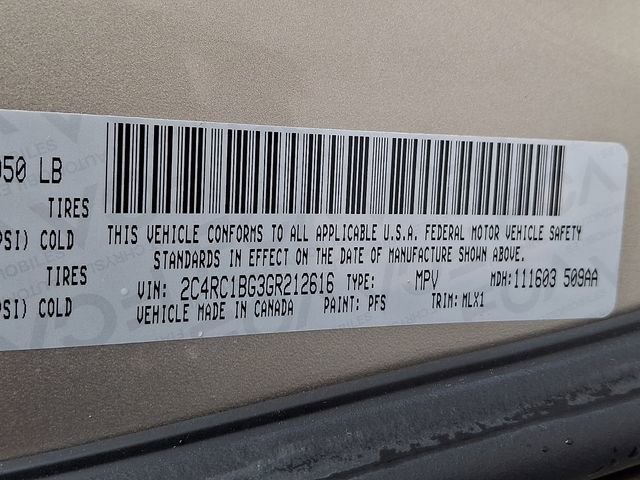 050 LB
TIRES
PSI) COLD
TIRES
SI) COLD
THIS VEHICLE CONFORMS TO ALL APPLICABLE U.S.A. FEDERAL MOTOR VEHICLE SAFETY
STANDARDS IN EFFECT ON THE DATE OF MANUFACTURE SHOWN ABOVE.
VIN: 2C4RC1BG3GR212616 TYPE: MPV MDH: 111603 509AA
VEHICLE MADE IN CANADA PAINT: PFS TRIM: MLX1